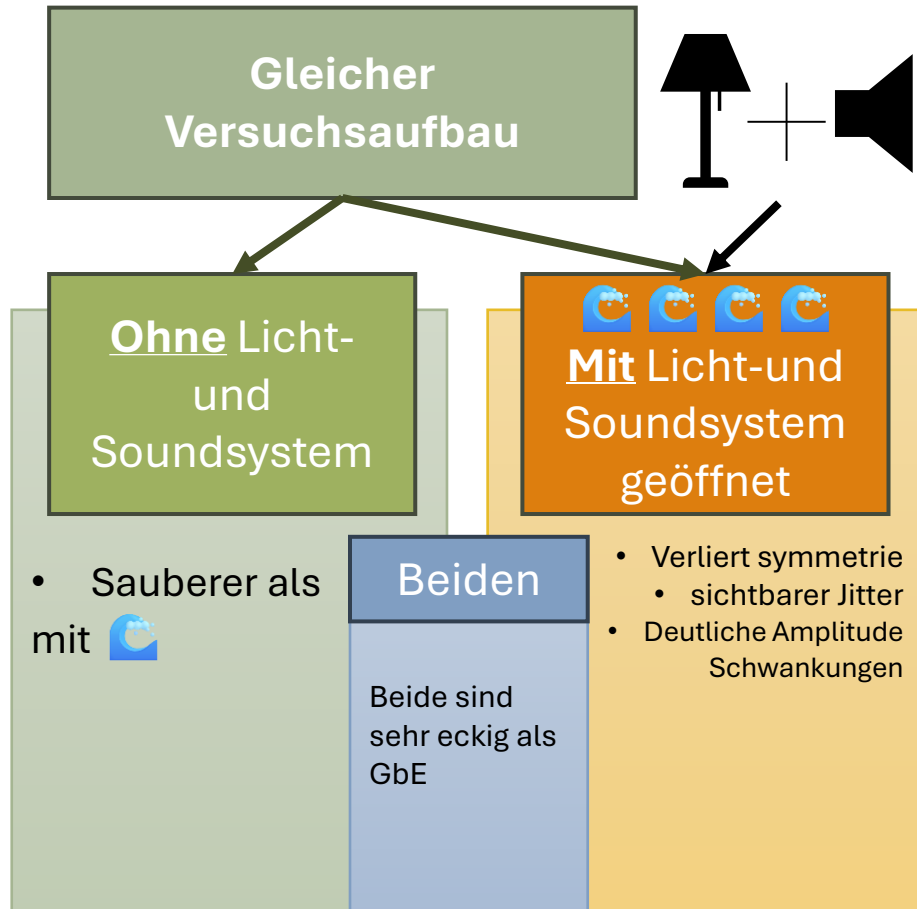 Gleicher
Versuchsaufbau
Ohne Licht-
und
Soundsystem
Mit Licht-und
Soundsystem
geöffnet
• Sauberer als
mit 🌊
Beiden
Beide sind
sehr eckig als
GbE
• Verliert symmetrie
• sichtbarer Jitter
• Deutliche Amplitude
Schwankungen